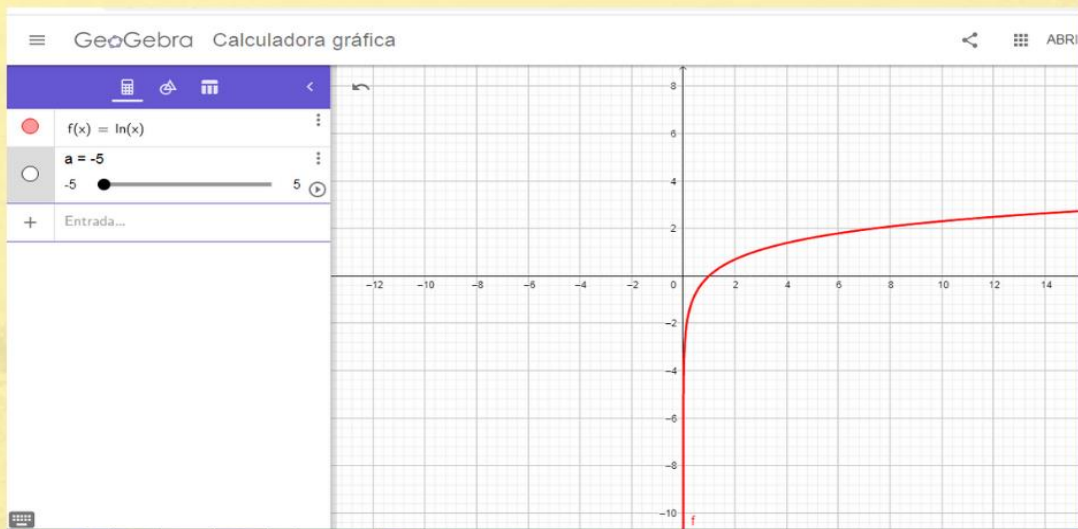 GeoGebra Calculadora gráfica
ABRI
f(x) = ln(x)
a = -5
-5 5
+ Entrada...
8
6
4
2
-12 -10 -8 -6 -4 -2 0 2 4 6 8 10 12 14
-2
-4
-6
-8
-10
f